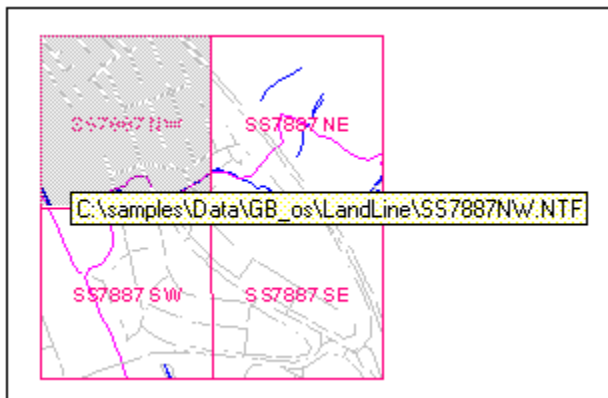 SS7887 NW
SS7887 NE
C:\samples\Data\GB_os\LandLine\SS7887NW.NTF
SS7887 SW
SS7887 SE